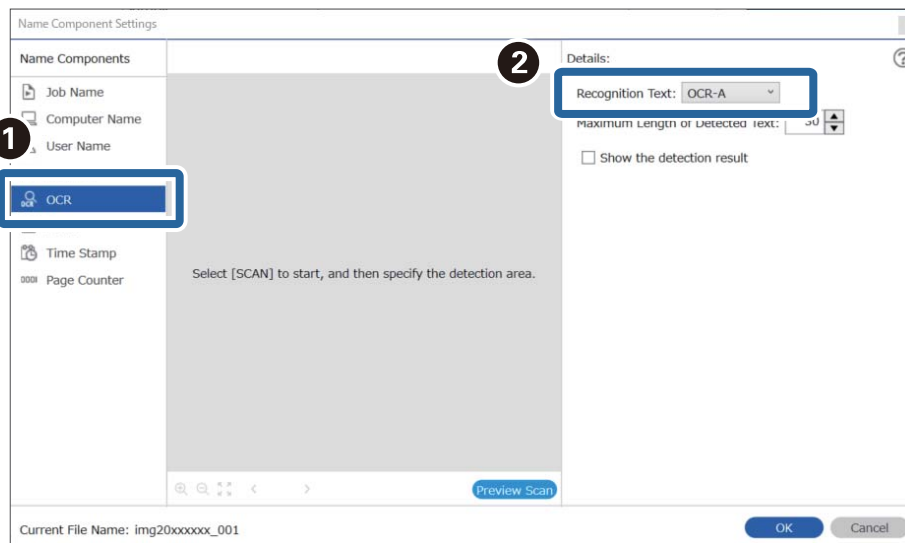 Name Component Settings
Name Components
Job Name
Computer Name
User Name
OCR
Time Stamp
Page Counter
Select [SCAN] to start, and then specify the detection area.
Preview Scan
Details:
Recognition Text: OCR-A
Maximum Length of Detected Text: 30
Show the detection result
1
2
Current File Name: img20xxxxxx_001
OK
Cancel